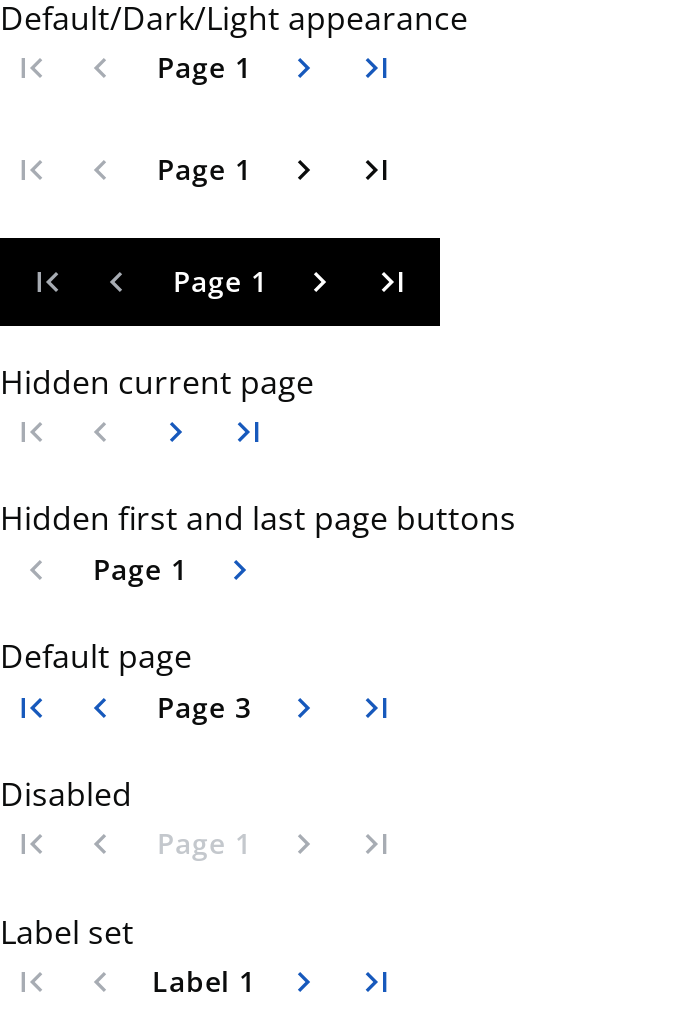 Default/Dark/Light appearance
Page 1
Page 1
Page 1
Hidden current page
Hidden first and last page buttons
Page 1
Default page
Page 3
Disabled
Page 1
Label set
Label 1